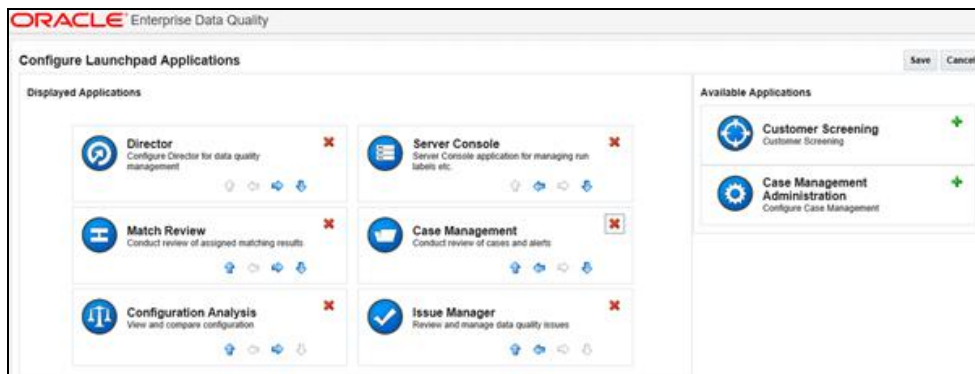 ORACLE Enterprise Data Quality
Configure Launchpad Applications
Save Cancel
Displayed Applications
Director
Configure Director for data quality
management
Server Console
Server Console application for managing run
labels etc.
Match Review
Conduct review of assigned matching results
Case Management
Conduct review of cases and alerts
Configuration Analysis
View and compare configuration
Issue Manager
Review and manage data quality issues
Available Applications
Customer Screening
Customer Screening
Case Management
Administration
Configure Case Management